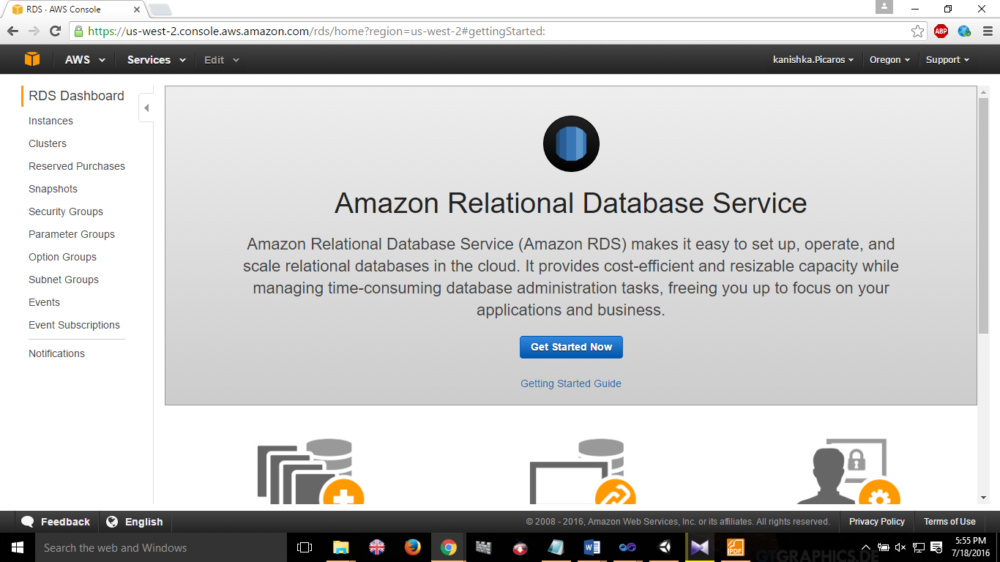 RDS · AWS Console
https://us-west-2.console.aws.amazon.com/rds/home?region=us-west-2#gettingStarted:
ABP
AWS
Services
Edit
kanishka.Picaros
Oregon
Support
RDS Dashboard
Instances
Clusters
Reserved Purchases
Snapshots
Security Groups
Parameter Groups
Option Groups
Subnet Groups
Events
Event Subscriptions
Notifications
Amazon Relational Database Service
Amazon Relational Database Service (Amazon RDS) makes it easy to set up, operate, and
scale relational databases in the cloud. It provides cost-efficient and resizable capacity while
managing time-consuming database administration tasks, freeing you up to focus on your
applications and business.
Get Started Now
Getting Started Guide
Feedback
English
© 2008 - 2016, Amazon Web Services, Inc. or its affiliates. All rights reserved.
Privacy Policy
Terms of Use
Search the web and Windows
PDF
GTGRAPHICS.DE
5:55 PM
7/18/2016